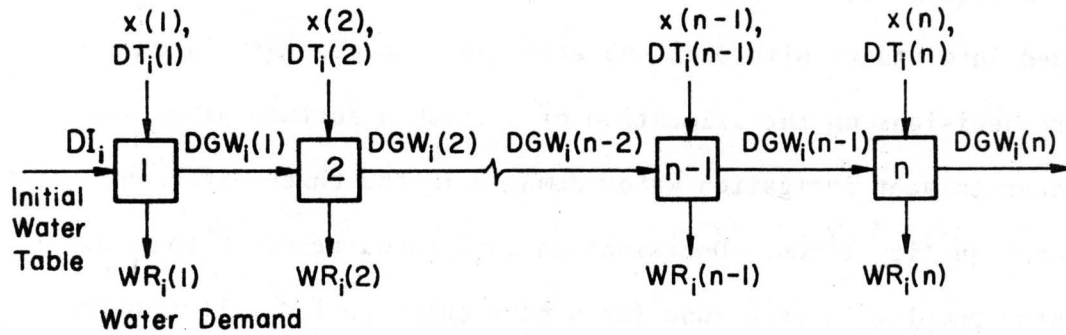 x(1),
DT_i(1)
x(2),
DT_i(2)
x(n-1),
DT_i(n-1)
x(n),
DT_i(n)
DI_i
1
DGW_i(1)
2
DGW_i(2)
DGW_i(n-2)
n-1
DGW_i(n-1)
n
DGW_i(n)
Initial
Water
Table
WR_i(1)
WR_i(2)
WR_i(n-1)
WR_i(n)
Water Demand